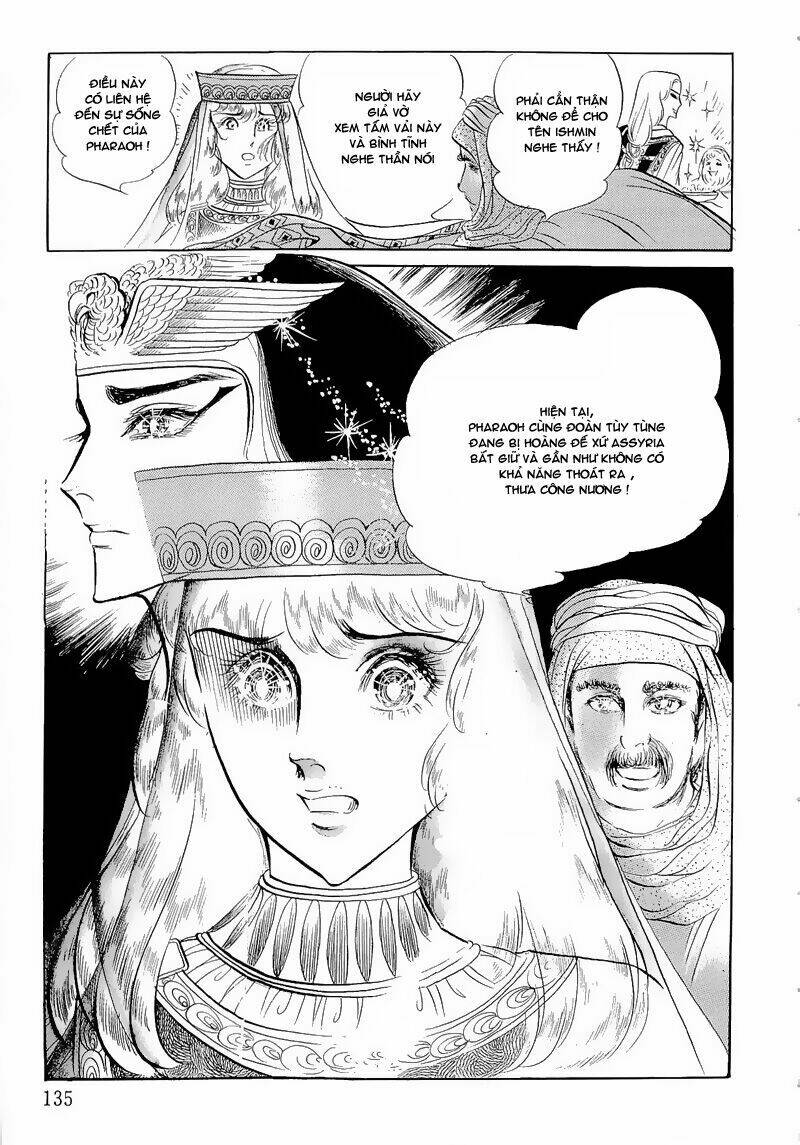 PHẢI CẨN THẬN
KHÔNG ĐỂ CHO
TÊN ISHMIN
NGHE THẤY !
NGƯỜI HÃY
GIẢ VỜ
XEM TẤM VẢI NÀY
VÀ BÌNH TĨNH
NGHE THẦN NÓI
ĐIỀU NÀY
CÓ LIÊN HỆ
ĐẾN SỰ SỐNG
CHẾT CỦA
PHARAOH !
HIỆN TẠI,
PHARAOH CÙNG ĐOÀN TÙY TÙNG
ĐANG BỊ HOÀNG ĐẾ XỨ ASSYRIA
BẮT GIỮ VÀ GẦN NHƯ KHÔNG CÓ
KHẢ NĂNG THOÁT RA ,
THƯA CÔNG NƯƠNG !
135